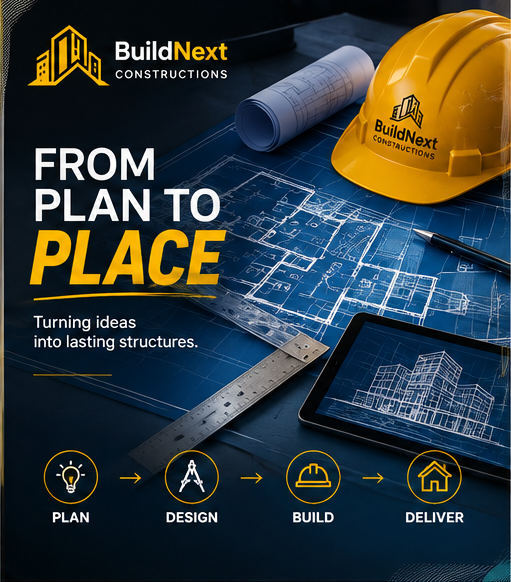 BuildNext
CONSTRUCTIONS
BuildNext
CONSTRUCTIONS
FROM
PLAN TO
PLACE
Turning ideas
into lasting structures.
PLAN
DESIGN
BUILD
DELIVER